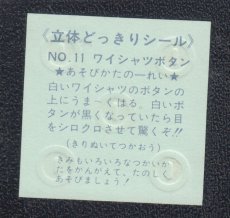 《立体どっきりシール》
NO.11 ワイシャツボタン
★あそびかたの一れい★
白いワイシャツのボタンの
上にうま〜くはる。白いボタ
ンが黒くなっていたら目
をシロクロさせて驚くぞ!!
(きりぬいてつかおう)
きみもいろいろなつかいか
たをかんがえて、たのしく
あそびましょう!